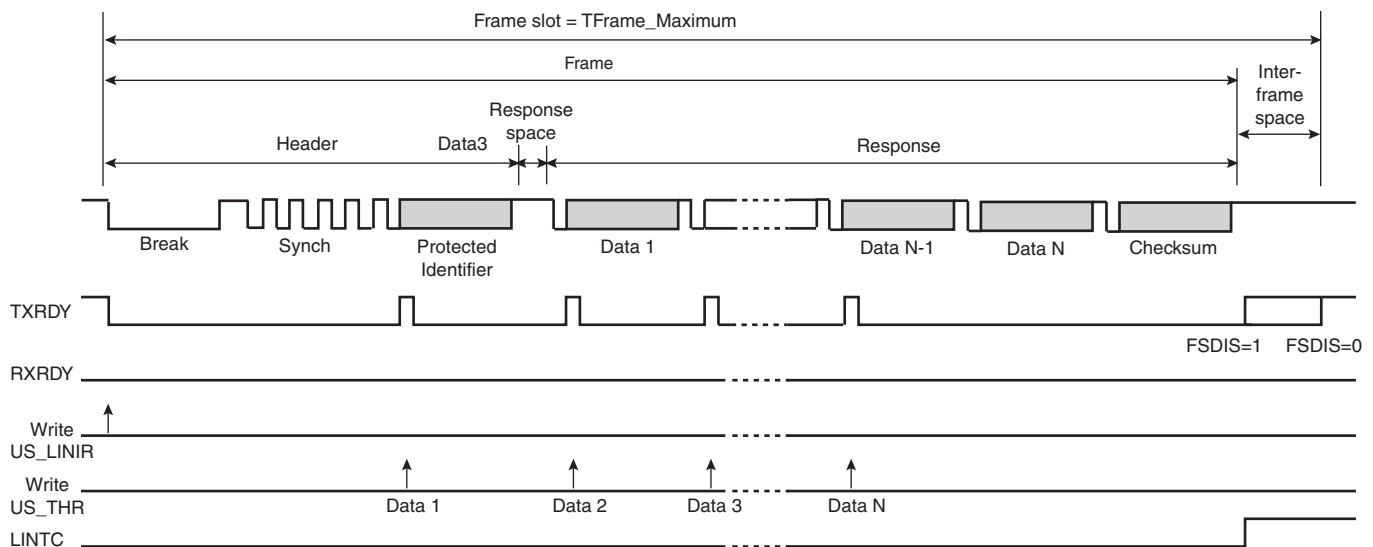 Frame slot = TFrame_Maximum
Frame
Inter-
frame
space
Response
space
Header
Data3
Response
Break
Synch
Protected
Identifier
Data 1
Data N-1
Data N
Checksum
TXRDY
FSDIS=1
FSDIS=0
RXRDY
Write
US_LINIR
Write
US_THR
Data 1
Data 2
Data 3
Data N
LINTC